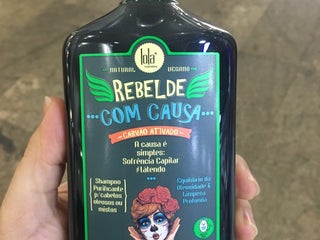 lola
NATURAL VEGANO
REBELDE
COM CAUSA
CARVÃO ATIVADO
A causa é
simples:
Sofrência Capilar
#tátendo
(Shampoo
Purificante
p/ cabelos
oleosos ou
mistos
Equilíbrio da
Oleosidade &
Limpeza
Profunda